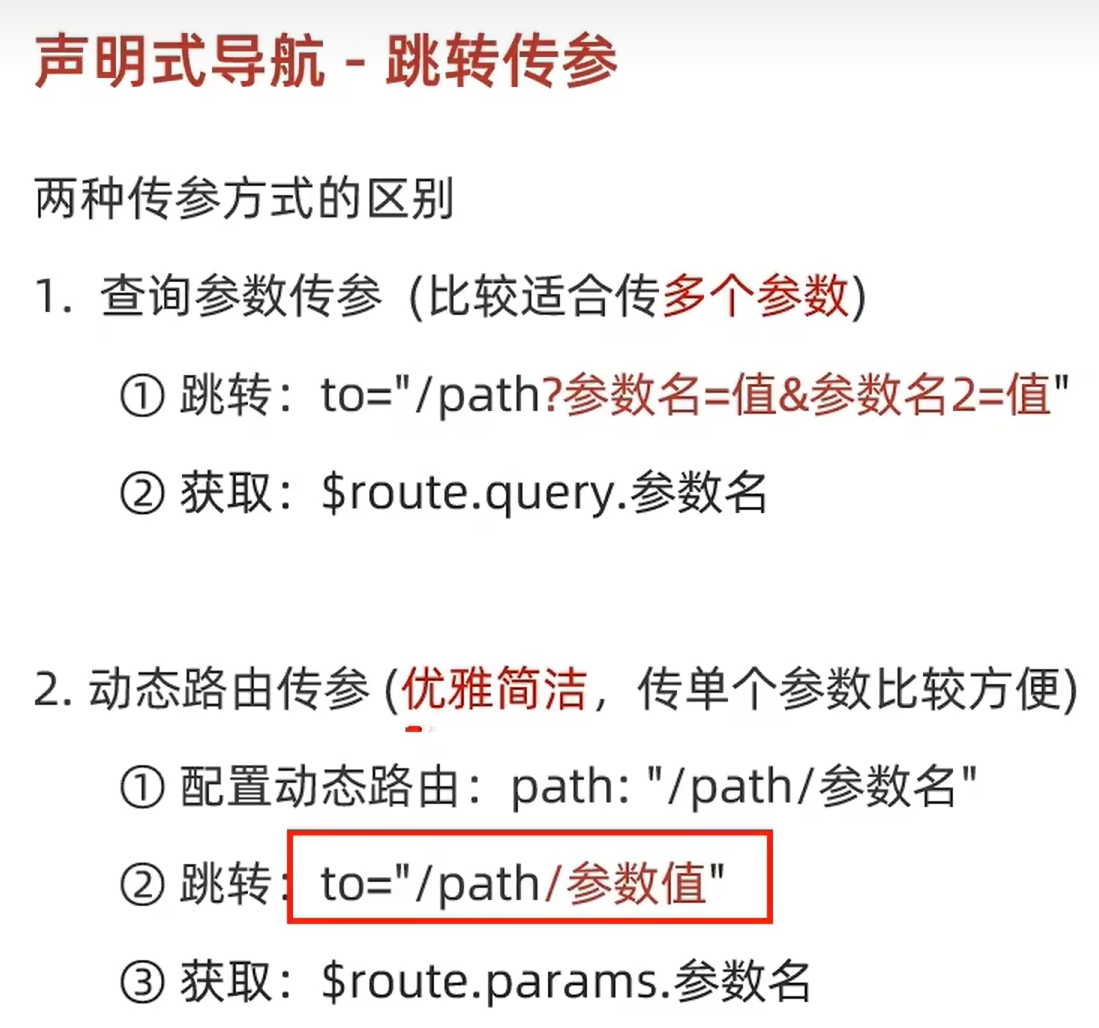 声明式导航 - 跳转传参
两种传参方式的区别
1. 查询参数传参 (比较适合传多个参数)
① 跳转：to="/path?参数名=值&参数名2=值"
② 获取：$route.query.参数名
2. 动态路由传参 (优雅简洁，传单个参数比较方便)
① 配置动态路由：path: "/path/参数名"
② 跳转：to="/path/参数值"
③ 获取：$route.params.参数名